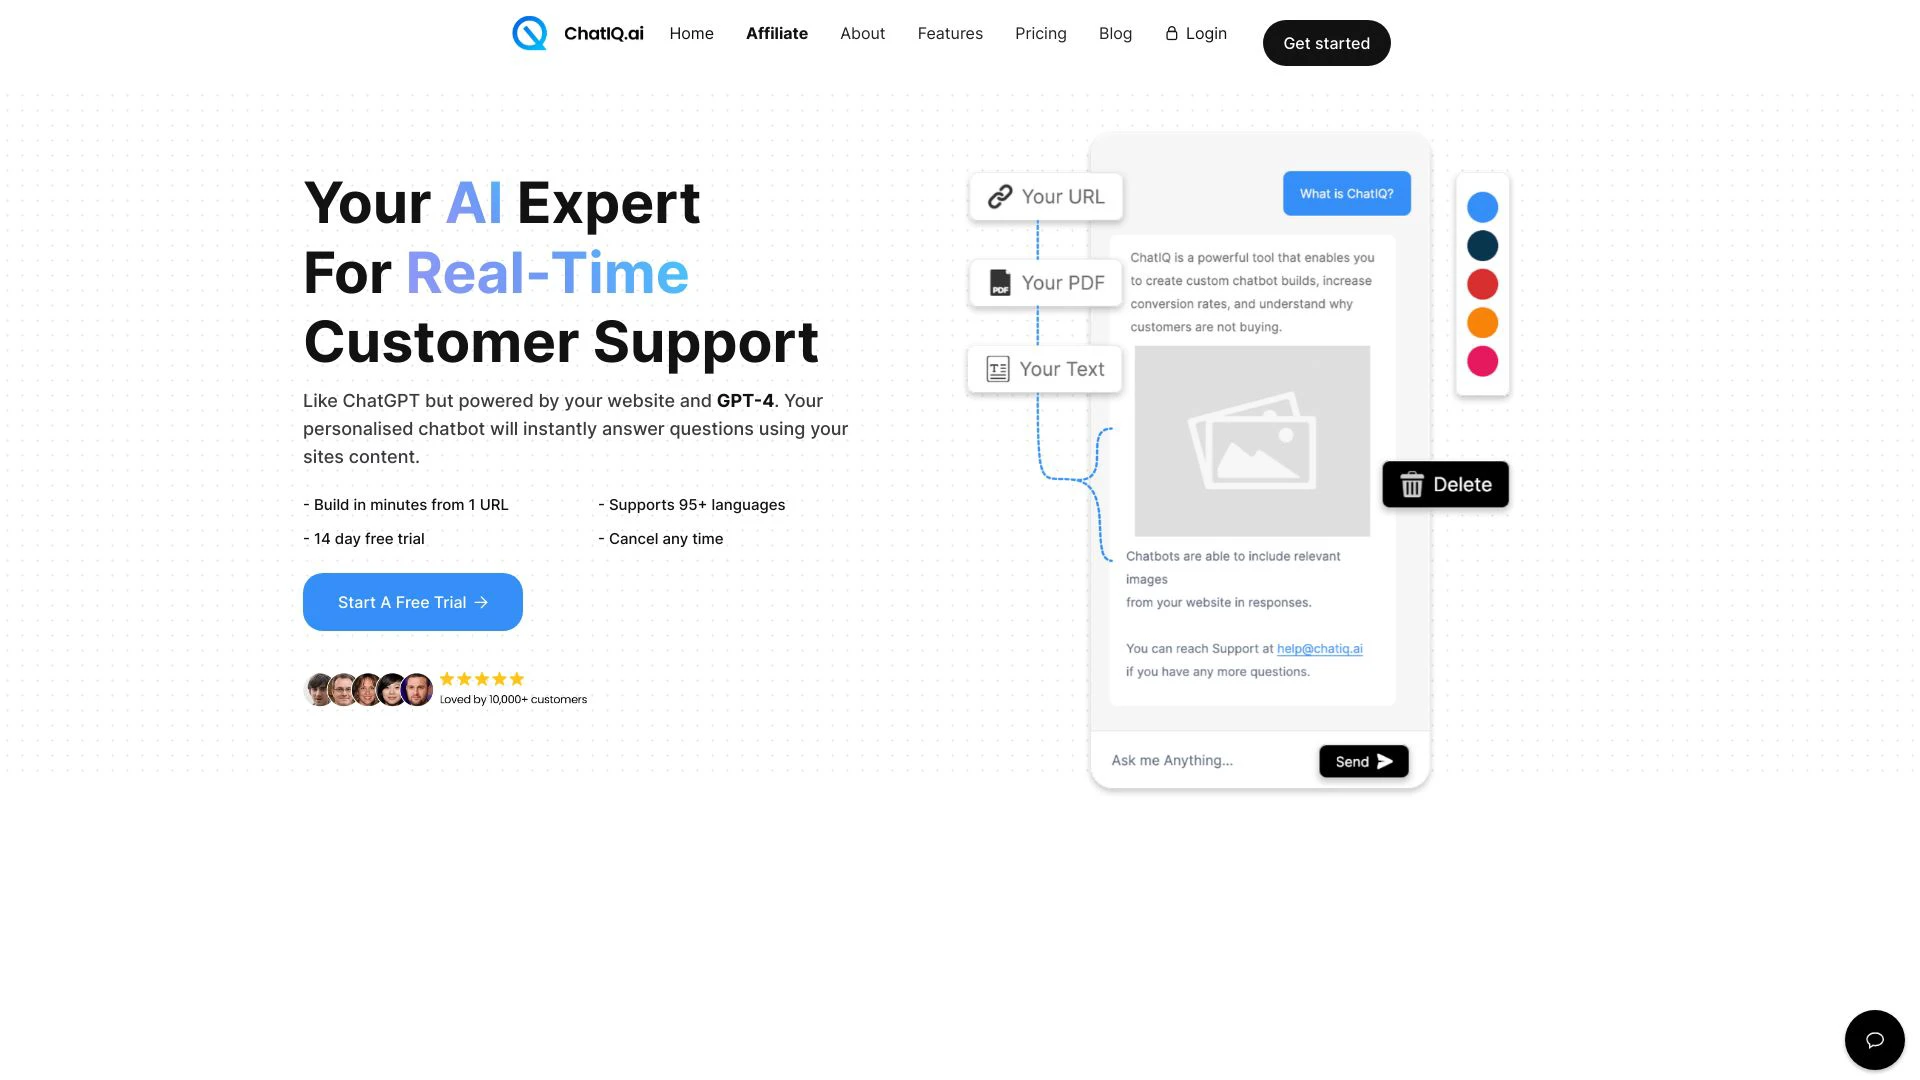 ChatIQ.ai
Home
Affiliate
About
Features
Pricing
Blog
Login
Get started
Your AI Expert
For Real-Time
Customer Support
Like ChatGPT but powered by your website and GPT-4. Your
personalised chatbot will instantly answer questions using your
sites content.
- Build in minutes from 1 URL
- Supports 95+ languages
- 14 day free trial
- Cancel any time
Start A Free Trial →
Loved by 10,000+ customers
Your URL
PDF
Your PDF
T
Your Text
What is ChatIQ?
ChatIQ is a powerful tool that enables you
to create custom chatbot builds, increase
conversion rates, and understand why
customers are not buying.
Delete
Chatbots are able to include relevant
images
from your website in responses.
You can reach Support at help@chatiq.ai
if you have any more questions.
Ask me Anything...
Send